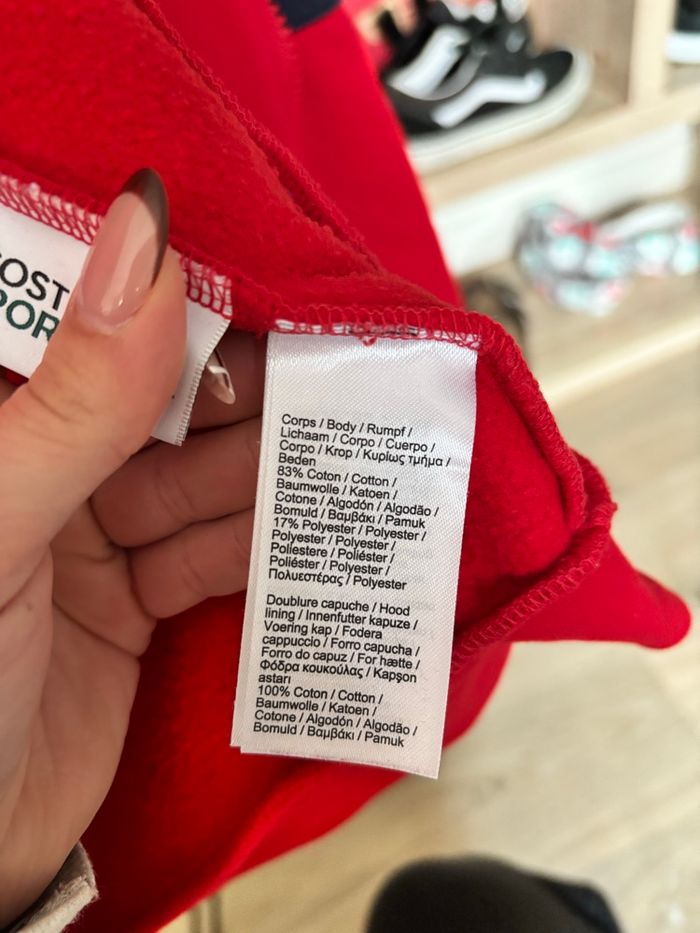 OST
POR
Corps / Body / Rumpf /
Lichaam / Corpo / Cuerpo /
Corpo / Krop / Κυρίως τμήμα /
Beden
83% Coton / Cotton /
Baumwolle / Katoen /
Cotone / Algodón / Algodão /
Bomuld / Βαμβάκι / Pamuk
17% Polyester / Polyester /
Polyester / Polyester /
Poliestere / Poliéster /
Poliéster / Polyester /
Πολυεστέρας / Polyester
Doublure capuche / Hood
lining / Innenfutter kapuze /
Voering kap / Fodera
cappuccio / Forro capucha /
Forro do capuz / For hætte /
Φόδρα κουκούλας / Kapşon
astarı
100% Coton / Cotton /
Baumwolle / Katoen /
Cotone / Algodón / Algodão /
Bomuld / Βαμβάκι / Pamuk